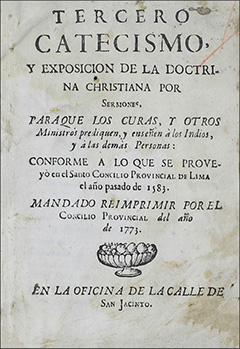 TERCERO
CATECISMO,
Y EXPOSICION DE LA DOCTRI-
NA CHRISTIANA POR
SERMONES,
PARAQUE LOS CURAS, Y OTROS
Ministros prediquen, y enseñen à los Indios,
y à las demás Personas:
CONFORME A LO QUE SE PROVE-
yò en el Santo CONCILIO PROVINCIAL DE LIMA
el año pasado de 1583.
MANDADO REIMPRIMIR POR EL
CONCILIO PROVINCIAL del año
de 1773.
EN LA OFICINA DE LA CALLE DE
SAN JACINTO.